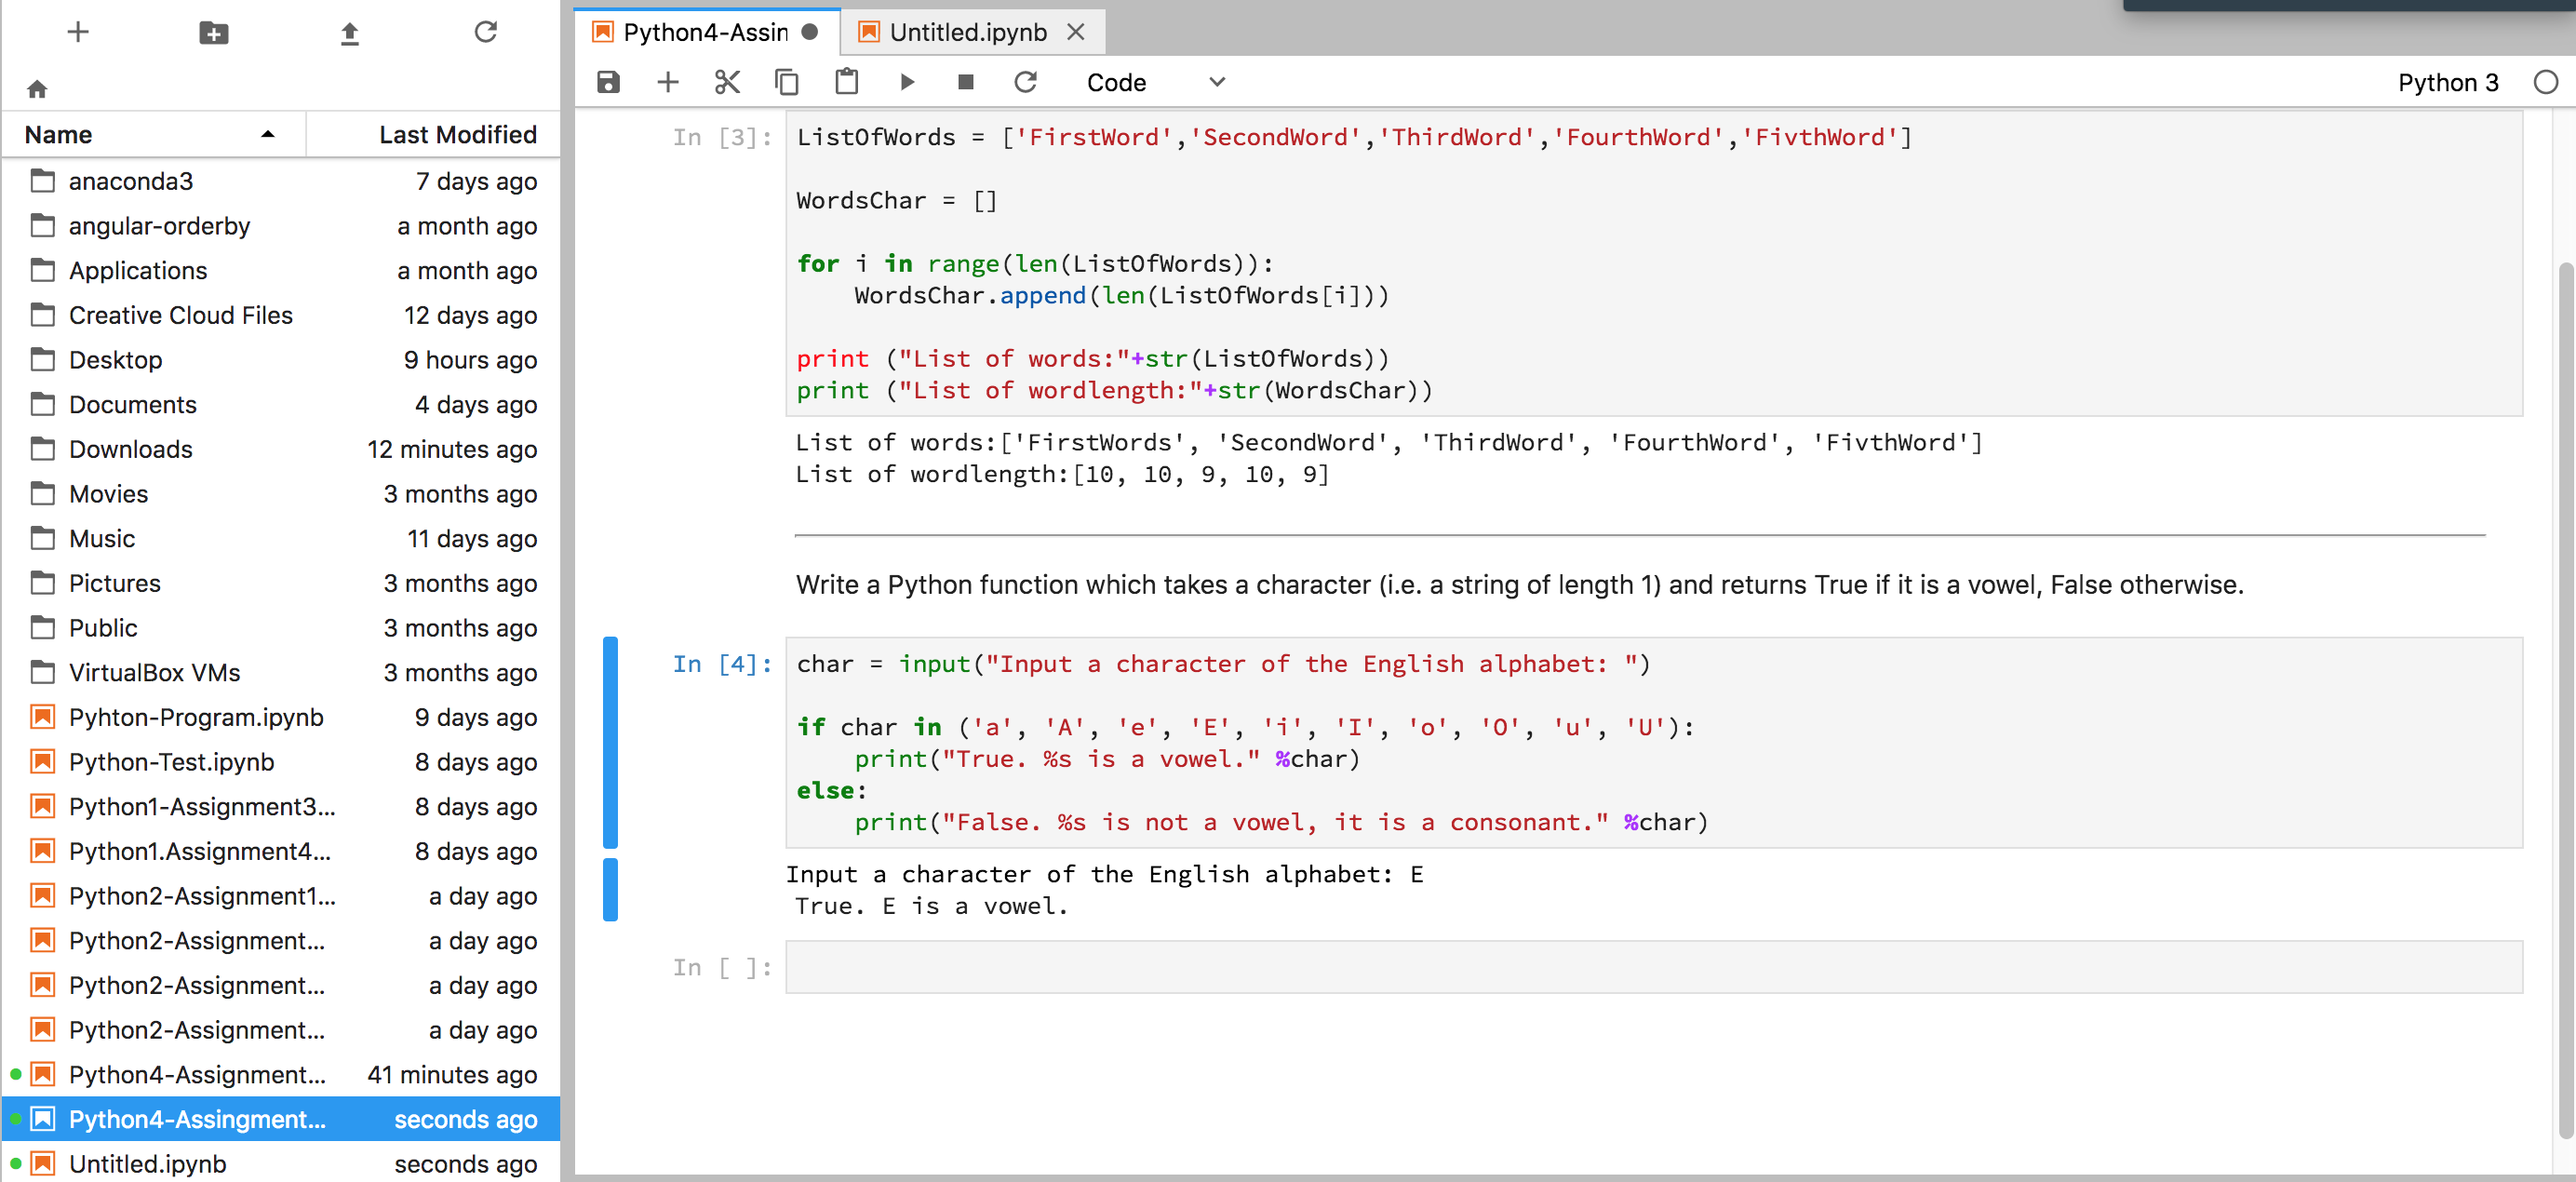 Name Last Modified
anaconda3 7 days ago
angular-orderby a month ago
Applications a month ago
Creative Cloud Files 12 days ago
Desktop 9 hours ago
Documents 4 days ago
Downloads 12 minutes ago
Movies 3 months ago
Music 11 days ago
Pictures 3 months ago
Public 3 months ago
VirtualBox VMs 3 months ago
Pyhton-Program.ipynb 9 days ago
Python-Test.ipynb 8 days ago
Python1-Assignment3... 8 days ago
Python1.Assignment4... 8 days ago
Python2-Assignment1... a day ago
Python2-Assignment... a day ago
Python2-Assignment... a day ago
Python2-Assignment... a day ago
Python4-Assignment... 41 minutes ago
Python4-Assingment... seconds ago
Untitled.ipynb seconds ago
Python4-Assin Untitled.ipynb
Code Python 3
In [3]: ListOfWords = ['FirstWord','SecondWord','ThirdWord','FourthWord','FivthWord']
WordsChar = []
for i in range(len(ListOfWords)):
    WordsChar.append(len(ListOfWords[i]))
print ("List of words:"+str(ListOfWords))
print ("List of wordlength:"+str(WordsChar))
List of words:['FirstWords', 'SecondWord', 'ThirdWord', 'FourthWord', 'FivthWord']
List of wordlength:[10, 10, 9, 10, 9]
Write a Python function which takes a character (i.e. a string of length 1) and returns True if it is a vowel, False otherwise.
In [4]: char = input("Input a character of the English alphabet: ")
if char in ('a', 'A', 'e', 'E', 'i', 'I', 'o', 'O', 'u', 'U'):
    print("True. %s is a vowel." %char)
else:
    print("False. %s is not a vowel, it is a consonant." %char)
Input a character of the English alphabet: E
True. E is a vowel.
In [ ]: